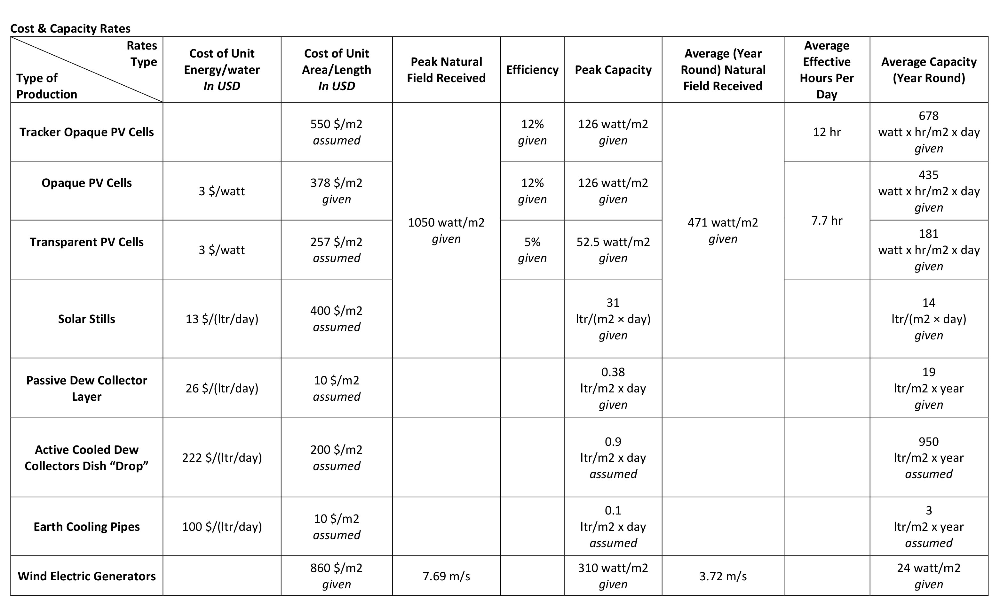 Cost & Capacity Rates
Rates
Type
Type of
Production
Cost of Unit
Energy/water
In USD
Cost of Unit
Area/Length
In USD
Peak Natural
Field Received
Efficiency
Peak Capacity
Average (Year
Round) Natural
Field Received
Average
Effective
Hours Per
Day
Average Capacity
(Year Round)
Tracker Opaque PV Cells
550 $/m2
assumed
1050 watt/m2
given
12%
given
126 watt/m2
given
471 watt/m2
given
12 hr
678
watt x hr/m2 x day
given
Opaque PV Cells
3 $/watt
378 $/m2
given
12%
given
126 watt/m2
given
7.7 hr
435
watt x hr/m2 x day
given
Transparent PV Cells
3 $/watt
257 $/m2
assumed
5%
given
52.5 watt/m2
given
181
watt x hr/m2 x day
given
Solar Stills
13 $/(ltr/day)
400 $/m2
assumed
31
ltr/(m2 × day)
given
14
ltr/(m2 × day)
given
Passive Dew Collector
Layer
26 $/(ltr/day)
10 $/m2
assumed
0.38
ltr/m2 x day
given
19
ltr/m2 x year
given
Active Cooled Dew
Collectors Dish “Drop”
222 $/(ltr/day)
200 $/m2
assumed
0.9
ltr/m2 x day
assumed
950
ltr/m2 x year
assumed
Earth Cooling Pipes
100 $/(ltr/day)
10 $/m2
assumed
0.1
ltr/m2 x day
assumed
3
ltr/m2 x year
assumed
Wind Electric Generators
860 $/m2
given
7.69 m/s
310 watt/m2
given
3.72 m/s
24 watt/m2
given